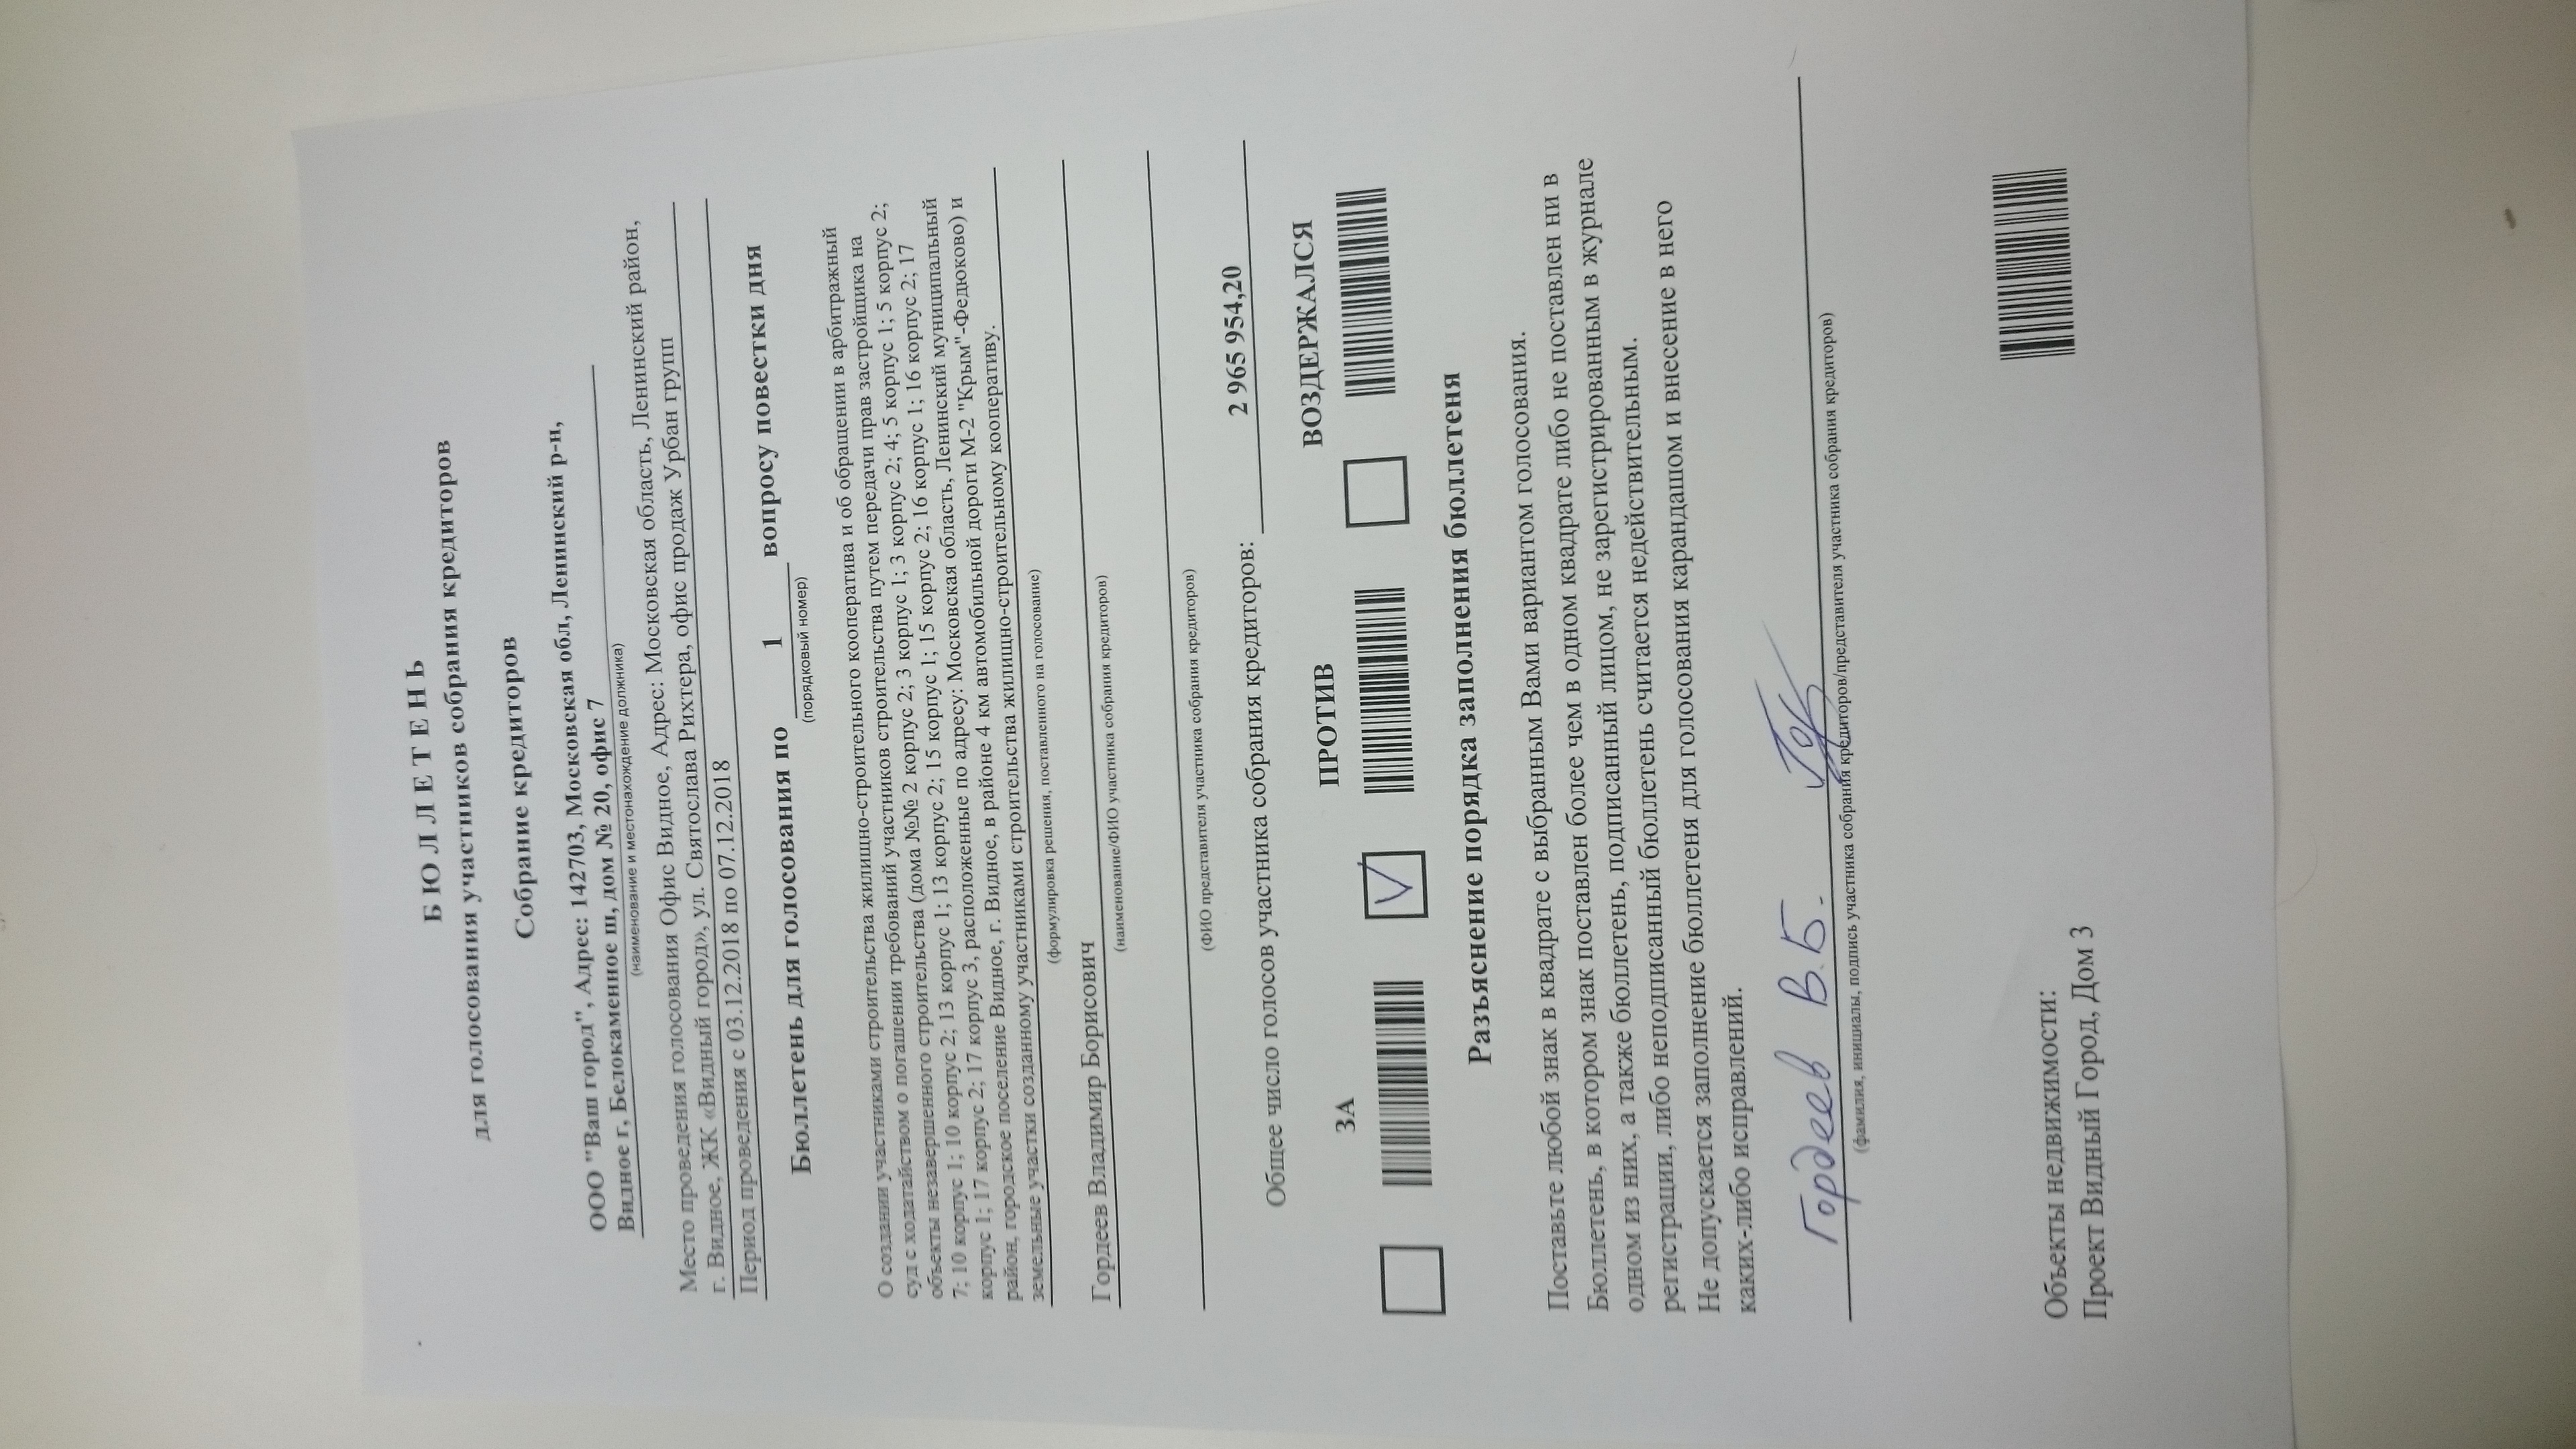 БЮЛЛЕТЕНЬ
для голосования участников собрания кредиторов
Собрание кредиторов
ООО "Ваш город", Адрес: 142703, Московская обл, Ленинский р-н,
Видное г, Белокаменное ш, дом № 20, офис 7
(наименование и местонахождение должника)
Место проведения голосования Офис Видное, Адрес: Московская область, Ленинский район,
г. Видное, ЖК «Видный город», ул. Святослава Рихтера, офис продаж Урбан групп
Период проведения с 03.12.2018 по 07.12.2018
Бюллетень для голосования по 1 вопросу повестки дня
(порядковый номер)
О создании участниками строительства жилищно-строительного кооператива и об обращении в арбитражный
суд с ходатайством о погашении требований участников строительства путем передачи прав застройщика на
объекты незавершенного строительства (дома №№ 2 корпус 2; 3 корпус 1; 3 корпус 2; 4; 5 корпус 1; 5 корпус 2;
7; 10 корпус 1; 10 корпус 2; 13 корпус 1; 13 корпус 2; 15 корпус 1; 15 корпус 2; 16 корпус 1; 16 корпус 2; 17
корпус 1; 17 корпус 2; 17 корпус 3, расположенные по адресу: Московская область, Ленинский муниципальный
район, городское поселение Видное, г. Видное, в районе 4 км автомобильной дороги М-2 "Крым"-Федюково) и
земельные участки созданному участниками строительства жилищно-строительному кооперативу.
(формулировка решения, поставленного на голосование)
Гордеев Владимир Борисович
(наименование/ФИО участника собрания кредиторов)
(ФИО представителя участника собрания кредиторов)
Общее число голосов участника собрания кредиторов: 2 965 954,20
ЗА ПРОТИВ ВОЗДЕРЖАЛСЯ
V
Разъяснение порядка заполнения бюллетеня
Поставьте любой знак в квадрате с выбранным Вами вариантом голосования.
Бюллетень, в котором знак поставлен более чем в одном квадрате либо не поставлен ни в
одном из них, а также бюллетень, подписанный лицом, не зарегистрированным в журнале
регистрации, либо неподписанный бюллетень считается недействительным.
Не допускается заполнение бюллетеня для голосования карандашом и внесение в него
каких-либо исправлений.
Гордеев В.Б.
(фамилия, инициалы, подпись участника собрания кредиторов/представителя участника собрания кредиторов)
Объекты недвижимости:
Проект Видный Город, Дом 3